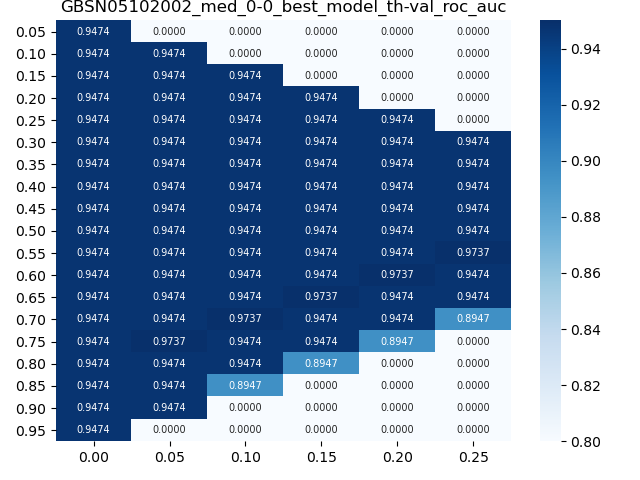 GBSN05102002_med_0-0_best_model_th-val_roc_auc
0.05 0.9474 0.0000 0.0000 0.0000 0.0000 0.0000
0.10 0.9474 0.9474 0.0000 0.0000 0.0000 0.0000
0.15 0.9474 0.9474 0.9474 0.0000 0.0000 0.0000
0.20 0.9474 0.9474 0.9474 0.9474 0.0000 0.0000
0.25 0.9474 0.9474 0.9474 0.9474 0.9474 0.0000
0.30 0.9474 0.9474 0.9474 0.9474 0.9474 0.9474
0.35 0.9474 0.9474 0.9474 0.9474 0.9474 0.9474
0.40 0.9474 0.9474 0.9474 0.9474 0.9474 0.9474
0.45 0.9474 0.9474 0.9474 0.9474 0.9474 0.9474
0.50 0.9474 0.9474 0.9474 0.9474 0.9474 0.9474
0.55 0.9474 0.9474 0.9474 0.9474 0.9474 0.9737
0.60 0.9474 0.9474 0.9474 0.9474 0.9737 0.9474
0.65 0.9474 0.9474 0.9474 0.9737 0.9474 0.9474
0.70 0.9474 0.9474 0.9737 0.9474 0.9474 0.8947
0.75 0.9474 0.9737 0.9474 0.9474 0.8947 0.0000
0.80 0.9474 0.9474 0.9474 0.8947 0.0000 0.0000
0.85 0.9474 0.9474 0.8947 0.0000 0.0000 0.0000
0.90 0.9474 0.9474 0.0000 0.0000 0.0000 0.0000
0.95 0.9474 0.0000 0.0000 0.0000 0.0000 0.0000
0.00 0.05 0.10 0.15 0.20 0.25
0.94
0.92
0.90
0.88
0.86
0.84
0.82
0.80